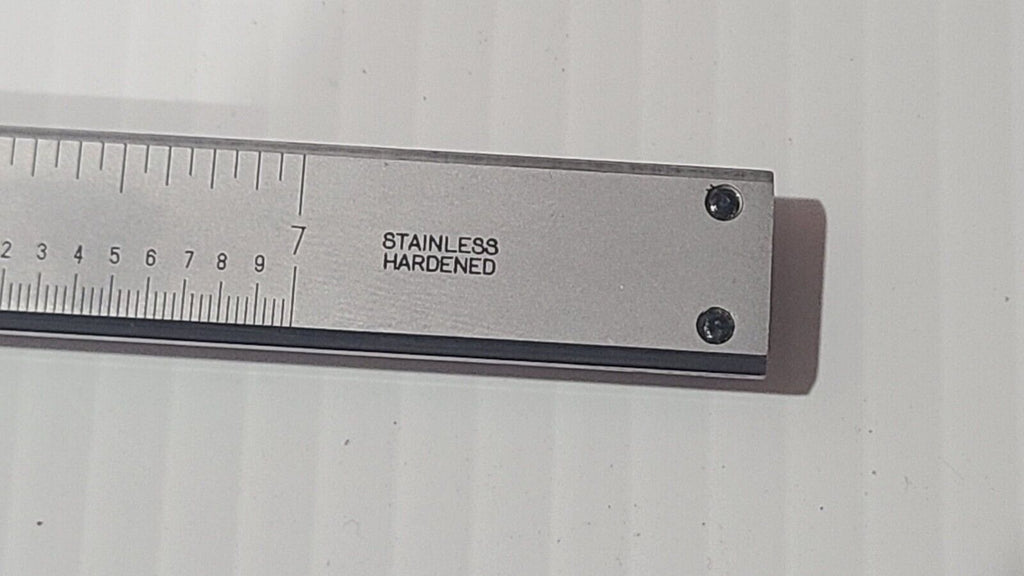 7
STAINLESS
HARDENED
2 3 4 5 6 7 8 9